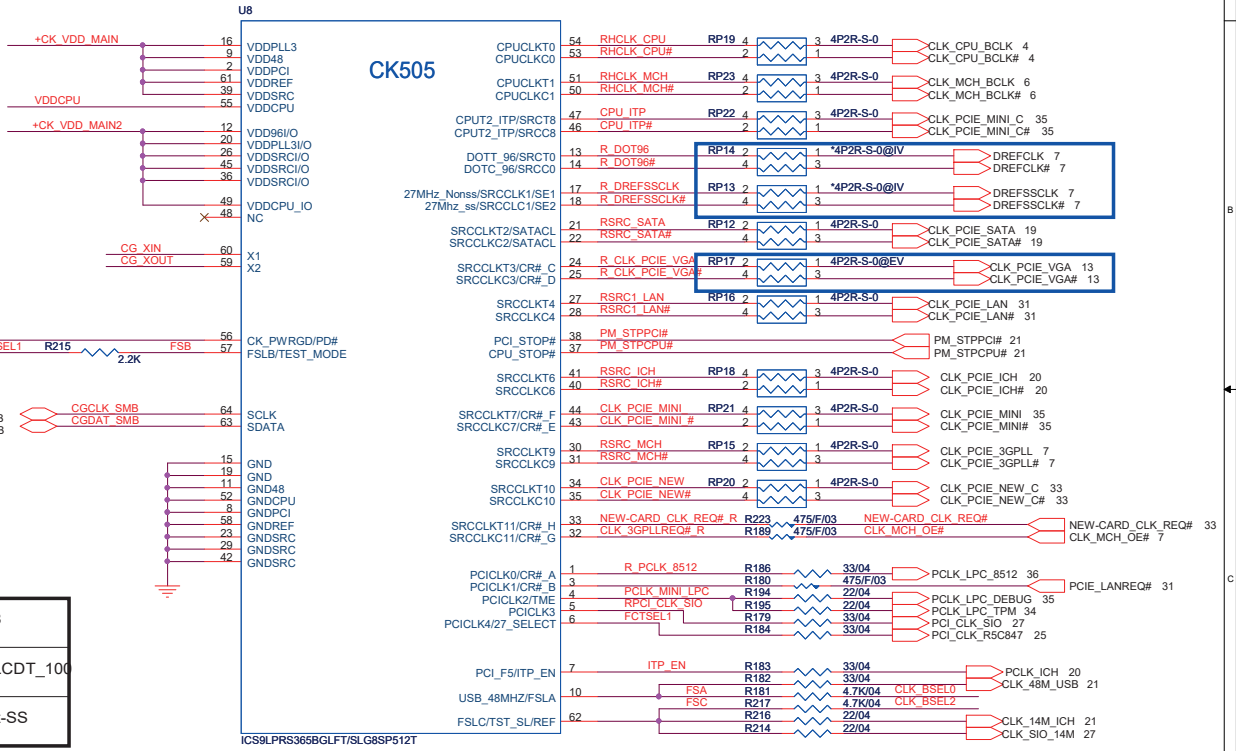 U8
CK505
+CK_VDD_MAIN 16 VDDPLL3
9 VDD48
2 VDDPCI
61 VDDREF
39 VDDSRC
VDDCPU 55 VDDCPU
+CK_VDD_MAIN2 12 VDD96I/O
20 VDDPLL3I/O
26 VDDSRCI/O
45 VDDSRCI/O
36 VDDSRCI/O
49 VDDCPU_IO
48 NC
CG_XIN 60 X1
CG_XOUT 59 X2
56 CK_PWRGD/PD#
SEL1 R215 2.2K FSB 57 FSLB/TEST_MODE
CGCLK_SMB 64 SCLK
CGDAT_SMB 63 SDATA
15 GND
19 GND
11 GND48
52 GNDCPU
8 GNDPCI
58 GNDREF
23 GNDSRC
29 GNDSRC
42 GNDSRC
CPUCLKT0 54 RHCLK_CPU RP19 4 3 4P2R-S-0 CLK_CPU_BCLK 4
CPUCLKC0 53 RHCLK_CPU# 2 1 CLK_CPU_BCLK# 4
CPUCLKT1 51 RHCLK_MCH RP23 4 3 4P2R-S-0 CLK_MCH_BCLK 6
CPUCLKC1 50 RHCLK_MCH# 2 1 CLK_MCH_BCLK# 6
CPUT2_ITP/SRCT8 47 CPU_ITP RP22 4 3 4P2R-S-0 CLK_PCIE_MINI_C 35
CPUT2_ITP/SRCC8 46 CPU_ITP# 2 1 CLK_PCIE_MINI_C# 35
DOTT_96/SRCT0 13 R_DOT96 RP14 2 1 *4P2R-S-0@IV DREFCLK 7
DOTC_96/SRCC0 14 R_DOT96# 4 3 DREFCLK# 7
27MHz_Nonss/SRCCLK1/SE1 17 R_DREFSSCLK RP13 2 1 *4P2R-S-0@IV DREFSSCLK 7
27Mhz_ss/SRCCLC1/SE2 18 R_DREFSSCLK# 4 3 DREFSSCLK# 7
SRCCLKT2/SATACL 21 RSRC_SATA RP12 2 1 4P2R-S-0 CLK_PCIE_SATA 19
SRCCLKC2/SATACL 22 RSRC_SATA# 4 3 CLK_PCIE_SATA# 19
SRCCLKT3/CR#_C 24 R_CLK_PCIE_VGA RP17 2 1 4P2R-S-0@EV CLK_PCIE_VGA 13
SRCCLKC3/CR#_D 25 R_CLK_PCIE_VGA# 4 3 CLK_PCIE_VGA# 13
SRCCLKT4 27 RSRC1_LAN RP16 2 1 4P2R-S-0 CLK_PCIE_LAN 31
SRCCLKC4 28 RSRC1_LAN# 4 3 CLK_PCIE_LAN# 31
PCI_STOP# 38 PM_STPPCI# PM_STPPCI# 21
CPU_STOP# 37 PM_STPCPU# PM_STPCPU# 21
SRCCLKT6 41 RSRC_ICH RP18 4 3 4P2R-S-0 CLK_PCIE_ICH 20
SRCCLKC6 40 RSRC_ICH# 2 1 CLK_PCIE_ICH# 20
SRCCLKT7/CR#_F 44 CLK_PCIE_MINI RP21 4 3 4P2R-S-0 CLK_PCIE_MINI 35
SRCCLKC7/CR#_E 43 CLK_PCIE_MINI_# 2 1 CLK_PCIE_MINI# 35
SRCCLKT9 30 RSRC_MCH RP15 2 1 4P2R-S-0 CLK_PCIE_3GPLL 7
SRCCLKC9 31 RSRC_MCH# 4 3 CLK_PCIE_3GPLL# 7
SRCCLKT10 34 CLK_PCIE_NEW RP20 2 1 4P2R-S-0 CLK_PCIE_NEW_C 33
SRCCLKC10 35 CLK_PCIE_NEW# 4 3 CLK_PCIE_NEW_C# 33
SRCCLKT11/CR#_H 33 NEW-CARD_CLK_REQ#_R R223 475/F/03 NEW-CARD_CLK_REQ# NEW-CARD_CLK_REQ# 33
SRCCLKC11/CR#_G 32 CLK_3GPLLREQ#_R R189 475/F/03 CLK_MCH_OE# CLK_MCH_OE# 7
PCICLK0/CR#_A 1 R_PCLK_8512 R186 33/04 PCLK_LPC_8512 36
PCICLK1/CR#_B 3 R180 475/F/03 PCIE_LANREQ# 31
PCICLK2/TME 4 PCLK_MINI_LPC R194 22/04 PCLK_LPC_DEBUG 35
PCICLK3 5 RPCI_CLK_SIO R195 22/04 PCLK_LPC_TPM 34
PCICLK4/27_SELECT 6 FCTSEL1 R179 33/04 PCI_CLK_SIO 27
R184 33/04 PCI_CLK_R5C847 25
PCI_F5/ITP_EN 7 ITP_EN R183 33/04 PCLK_ICH 20
R182 33/04 CLK_48M_USB 21
USB_48MHZ/FSLA 10 FSA R181 4.7K/04 CLK_BSEL0
FSC R217 4.7K/04 CLK_BSEL2
FSLC/TST_SL/REF 62 R216 22/04 CLK_14M_ICH 21
R214 22/04 CLK_SIO_14M 27
ICS9LPRS365BGLFT/SLG8SP512T
CDT_100
-SS
B
C